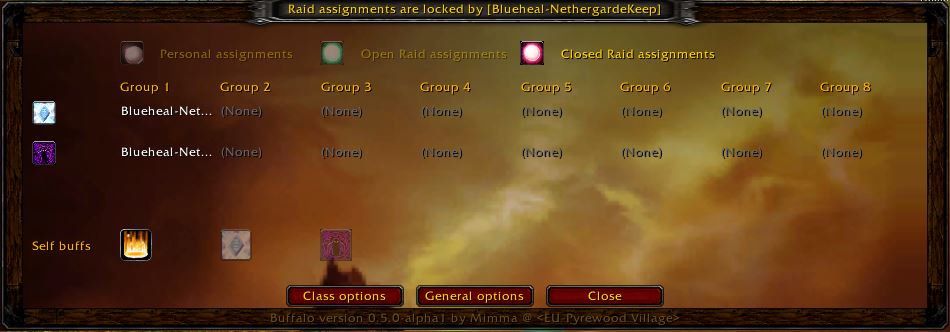 Raid assignments are locked by [Blueheal-NethergardeKeep]
Personal assignments Open Raid assignments Closed Raid assignments
Group 1 Group 2 Group 3 Group 4 Group 5 Group 6 Group 7 Group 8
Blueheal-Net... (None) (None) (None) (None) (None) (None) (None)
Blueheal-Net... (None) (None) (None) (None) (None) (None) (None)
Self buffs
Class options General options Close
Buffalo version 0.5.0-alpha1 by Mimma @ <EU-Pyrewood Village>